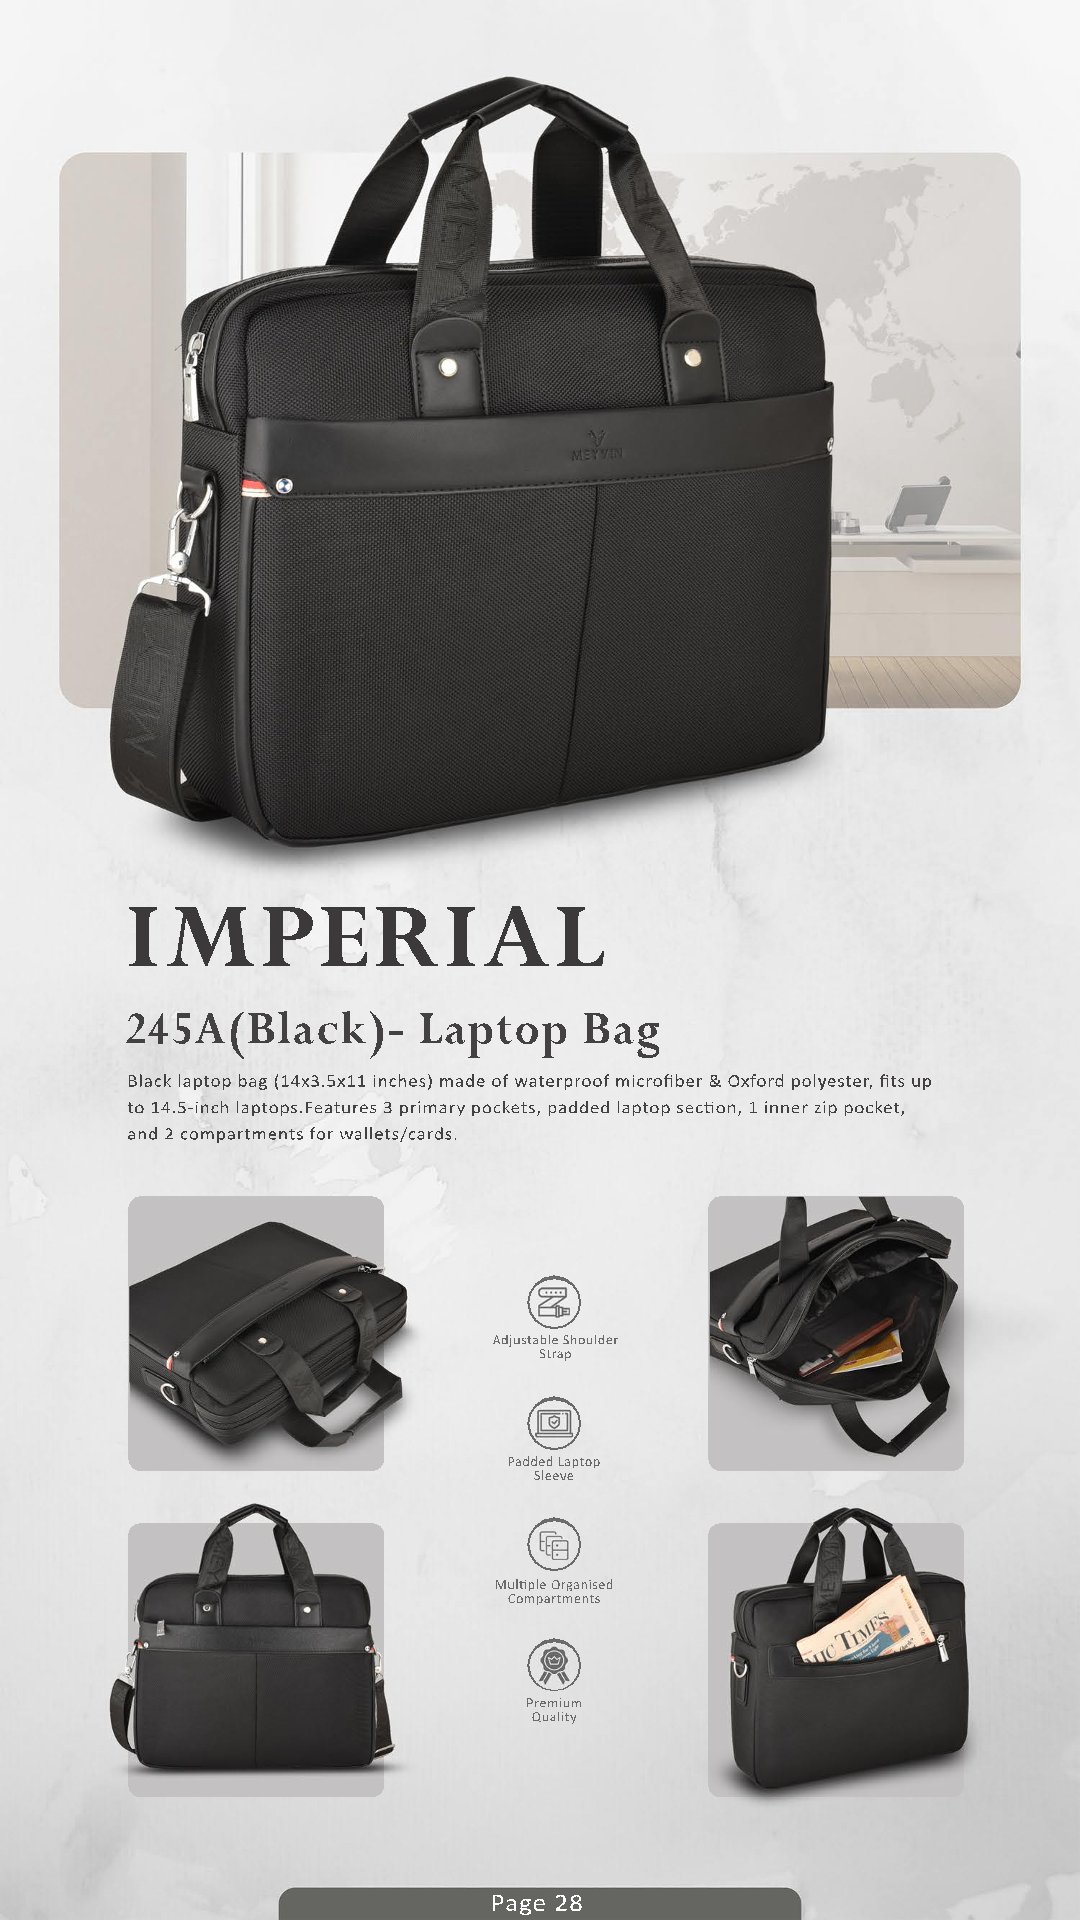 MEYVIN
IMPERIAL
245A(Black)- Laptop Bag
Black laptop bag (14x3.5x11 inches) made of waterproof microfiber & Oxford polyester, fits up
to 14.5-inch laptops.Features 3 primary pockets, padded laptop section, 1 inner zip pocket,
and 2 compartments for wallets/cards.
Adjustable Shoulder
Strap
Padded Laptop
Sleeve
Multiple Organised
Compartments
Premium
Quality
TIMES
Page 28